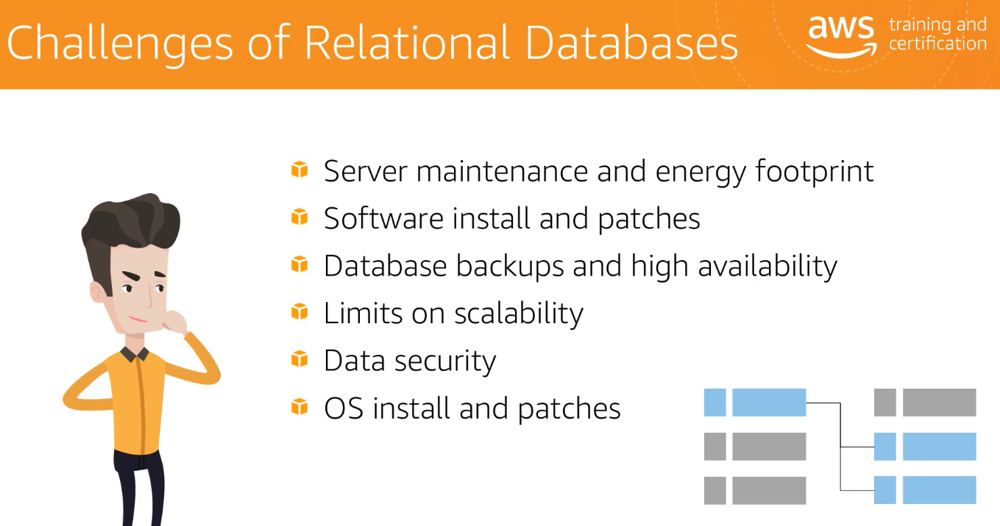 Challenges of Relational Databases
aws training and
certification
Server maintenance and energy footprint
Software install and patches
Database backups and high availability
Limits on scalability
Data security
OS install and patches